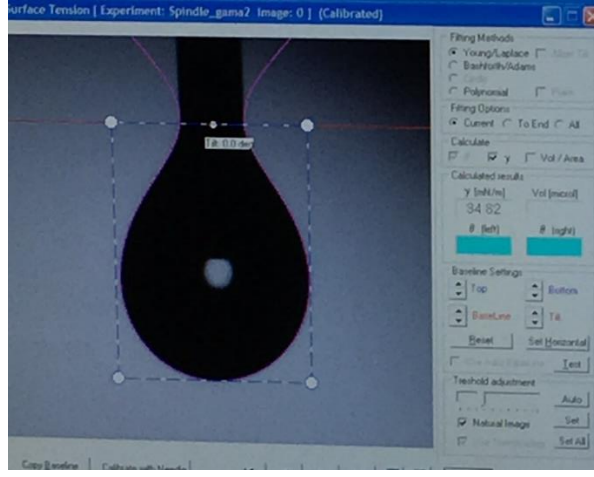 Surface Tension [ Experiment: Spindle_gama2 Image: 0 ] (Calibrated)
Fitting Methods
Young/Laplace
Bashforth/Adams
Polynomial
Fitting Options
Current To End All
Calculate
γ Vol / Area
Calculated results
γ [mN/m] Vol [microl]
34 82
θ (left) θ (right)
Tilt: 0.0 deg
Baseline Settings
Top Bottom
BaseLine Tilt
Reset Set Horizontal
Test
Treshold adjustment
Auto
Natural Image Set
Set All
Copy Baseline Calibrate with Needle